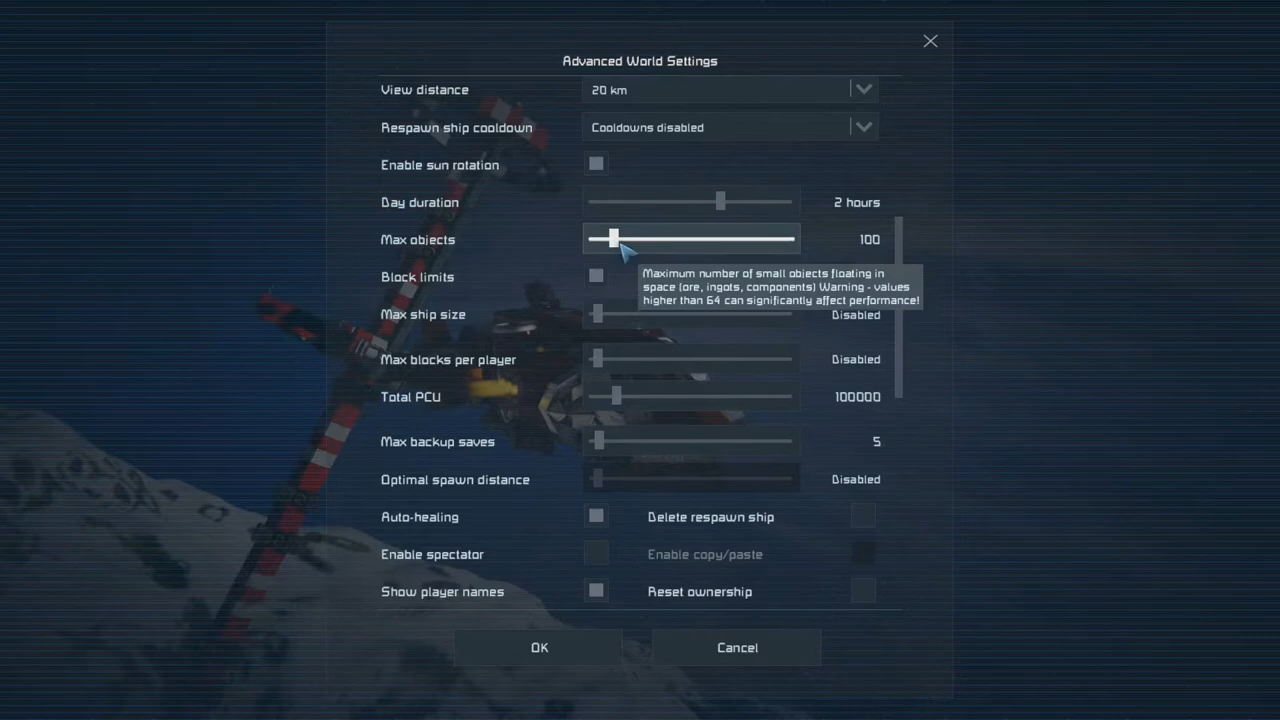 Advanced World Settings
View distance 20 km
Respawn ship cooldown Cooldowns disabled
Enable sun rotation
Day duration 2 hours
Max objects 100
Block limits
Maximum number of small objects floating in
space (ore, ingots, components) Warning - values
higher than 64 can significantly affect performance!
Max ship size Disabled
Max blocks per player Disabled
Total PCU 100000
Max backup saves 5
Optimal spawn distance Disabled
Auto-healing Delete respawn ship
Enable spectator Enable copy/paste
Show player names Reset ownership
OK Cancel